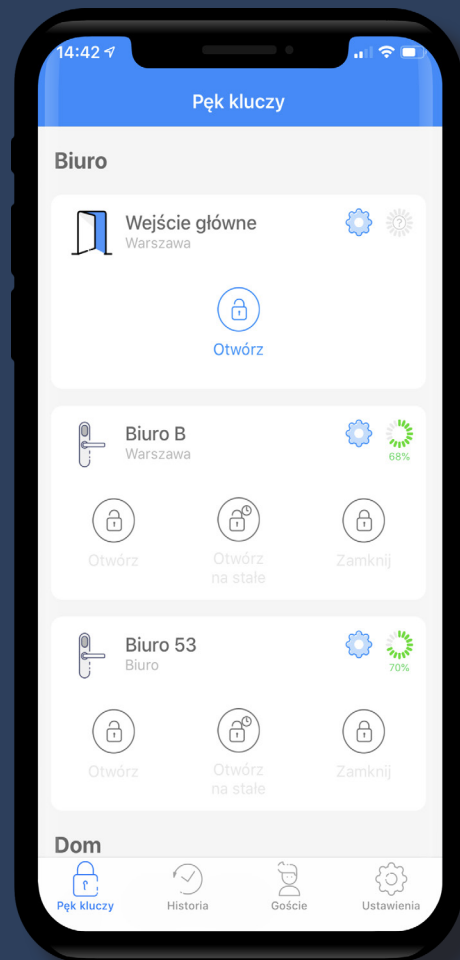 14:42
Pęk kluczy
Biuro
Wejście główne
Warszawa
?
Otwórz
Biuro B
Warszawa
68%
Otwórz
Otwórz
na stałe
Zamknij
Biuro 53
Biuro
70%
Otwórz
Otwórz
na stałe
Zamknij
Dom
Pęk kluczy
Historia
Goście
Ustawienia